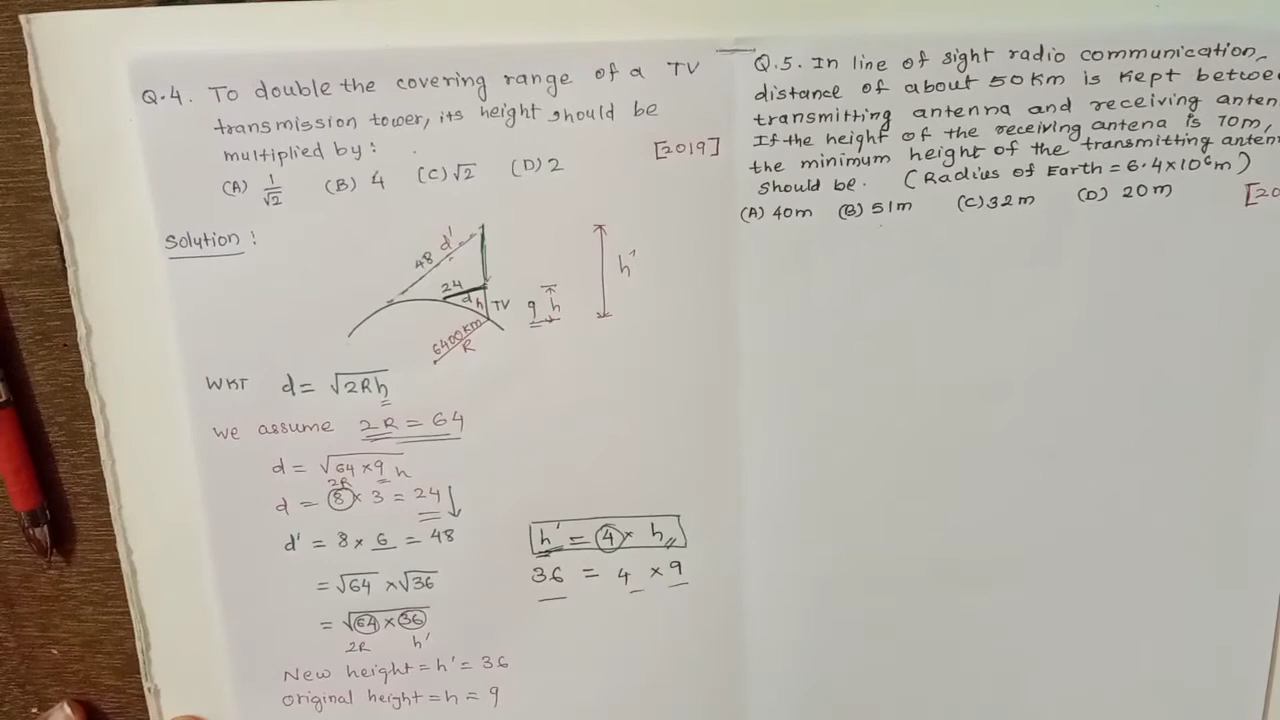 Q.4. To double the covering range of a TV
transmission tower, its height should be
multiplied by: [2019]
(A) 1/√2 (B) 4 (C) √2 (D) 2
Solution:
48 d'
24
d h TV
9 h
h'
6400km
R
WKT d = √2Rh
We assume 2R = 64
d = √64 × 9 h
2R
d = 8 × 3 = 24
d' = 8 × 6 = 48
= √64 × √36
= √64 × 36
2R h'
New height = h' = 36
Original height = h = 9
h' = 4 × h
36 = 4 × 9
Q.5. In line of sight radio communication,
distance of about 50Km is kept betwee
transmitting antenna and receiving anten
If the height of the receiving antena is 70m,
the minimum height of the transmitting anten
should be. (Radius of Earth = 6.4×10⁶m)
(A) 40m (B) 51m (C) 32m (D) 20m [20